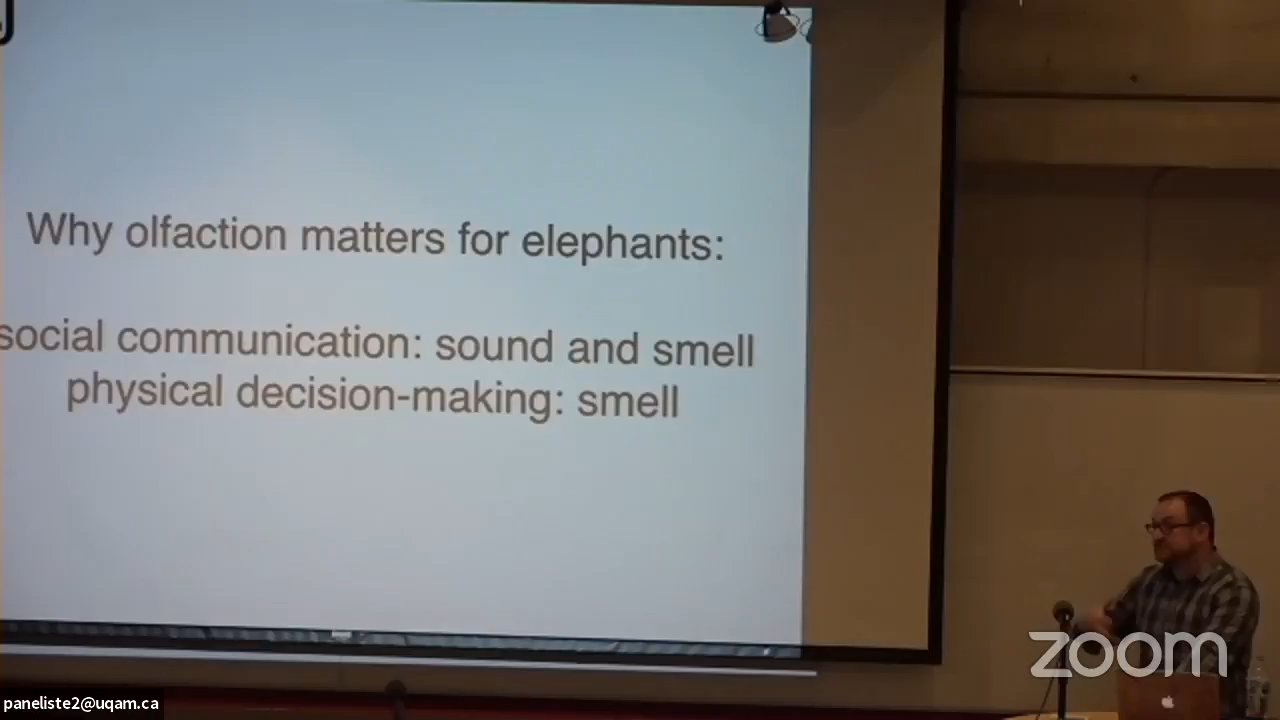 Why olfaction matters for elephants:
social communication: sound and smell
physical decision-making: smell
zoom
paneliste2@uqam.ca